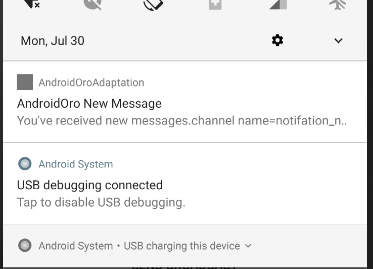 Mon, Jul 30
AndroidOroAdaptation
AndroidOro New Message
You've received new messages.channel name=notifation_n..
Android System
USB debugging connected
Tap to disable USB debugging.
Android System • USB charging this device